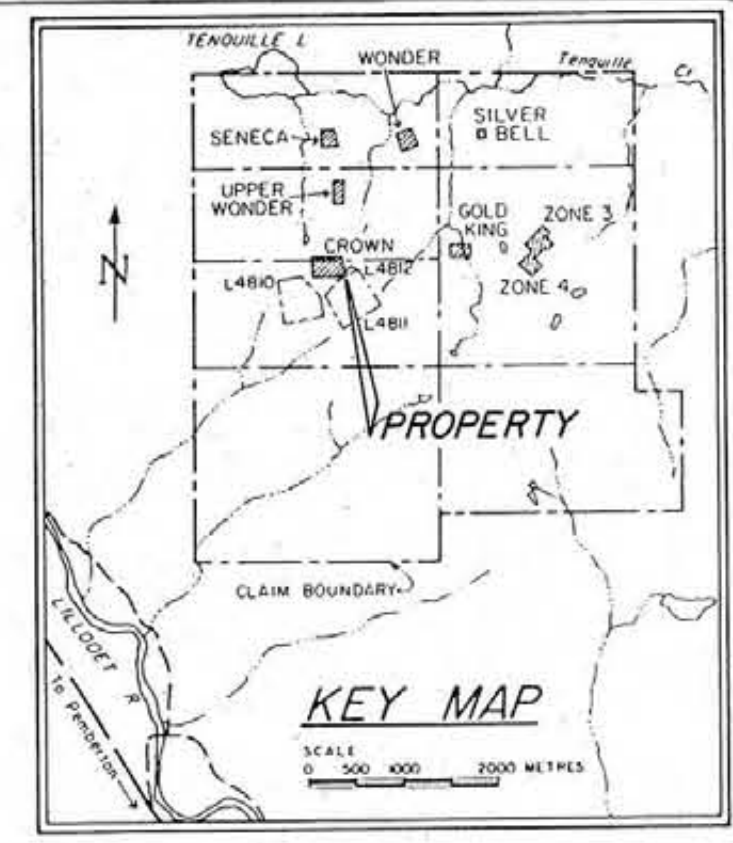 TENQUILLE L
WONDER
Tenquille Cr
SENECA
SILVER
BELL
UPPER
WONDER
GOLD
KING
ZONE 3
N
CROWN
L4812
L4810
ZONE 4
L4811
PROPERTY
CLAIM BOUNDARY
LILLOOET R
To Pemberton
KEY MAP
SCALE
0 500 1000 2000 METRES